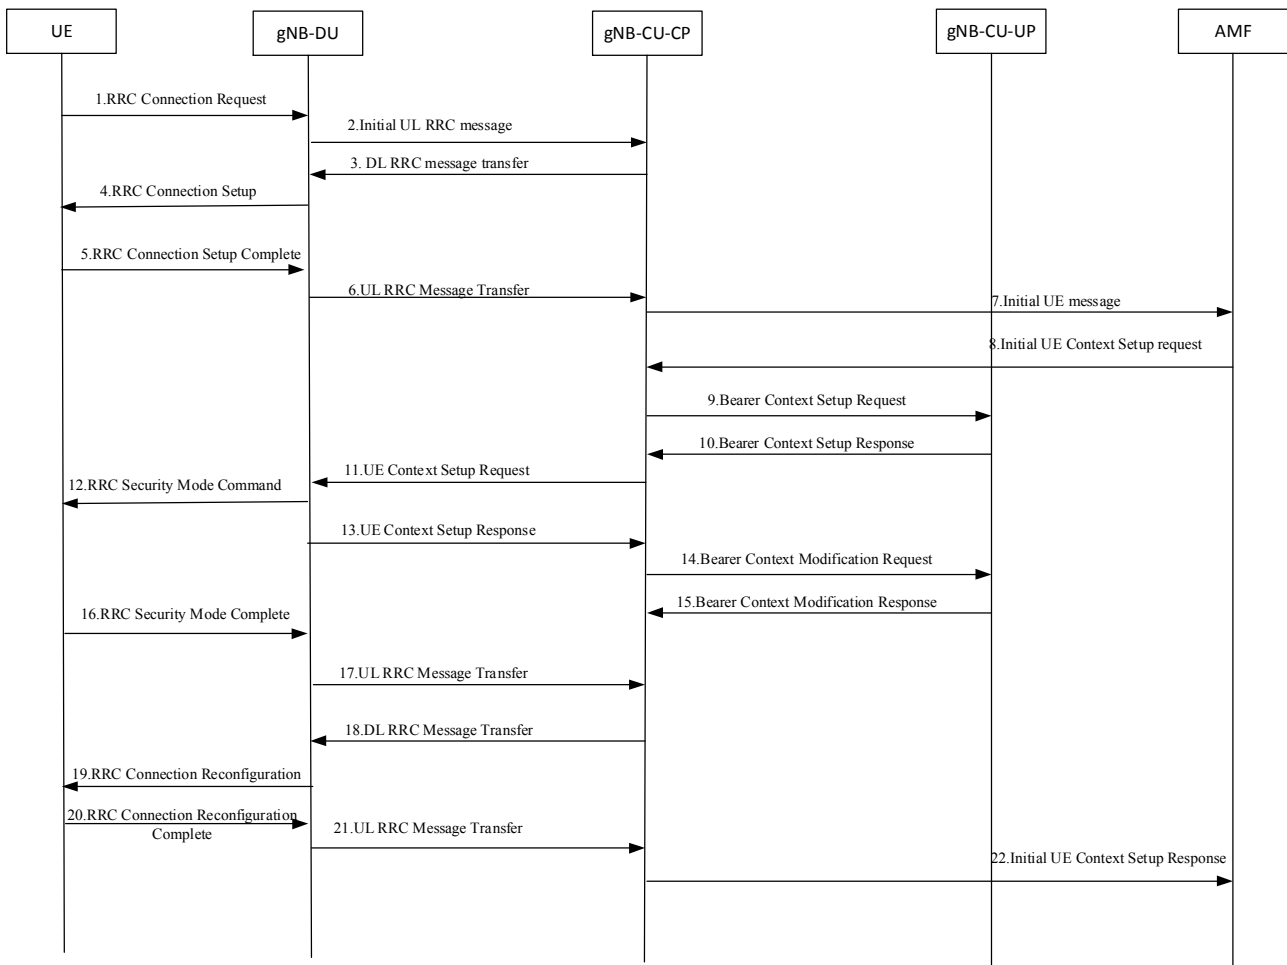 UE
gNB-DU
gNB-CU-CP
gNB-CU-UP
AMF
1.RRC Connection Request
2.Initial UL RRC message
3. DL RRC message transfer
4.RRC Connection Setup
5.RRC Connection Setup Complete
6.UL RRC Message Transfer
7.Initial UE message
8.Initial UE Context Setup request
9.Bearer Context Setup Request
10.Bearer Context Setup Response
11.UE Context Setup Request
12.RRC Security Mode Command
13.UE Context Setup Response
14.Bearer Context Modification Request
15.Bearer Context Modification Response
16.RRC Security Mode Complete
17.UL RRC Message Transfer
18.DL RRC Message Transfer
19.RRC Connection Reconfiguration
20.RRC Connection Reconfiguration
Complete
21.UL RRC Message Transfer
22.Initial UE Context Setup Response